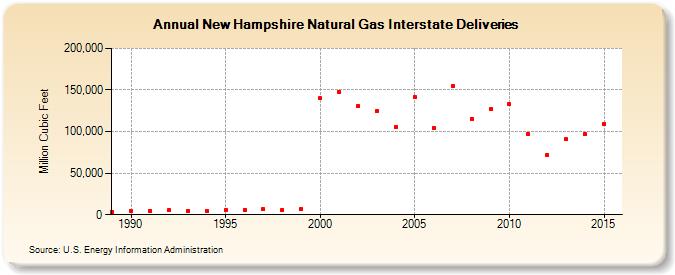 Annual New Hampshire Natural Gas Interstate Deliveries
Million Cubic Feet
200,000
150,000
100,000
50,000
0
1990 1995 2000 2005 2010 2015
Source: U.S. Energy Information Administration